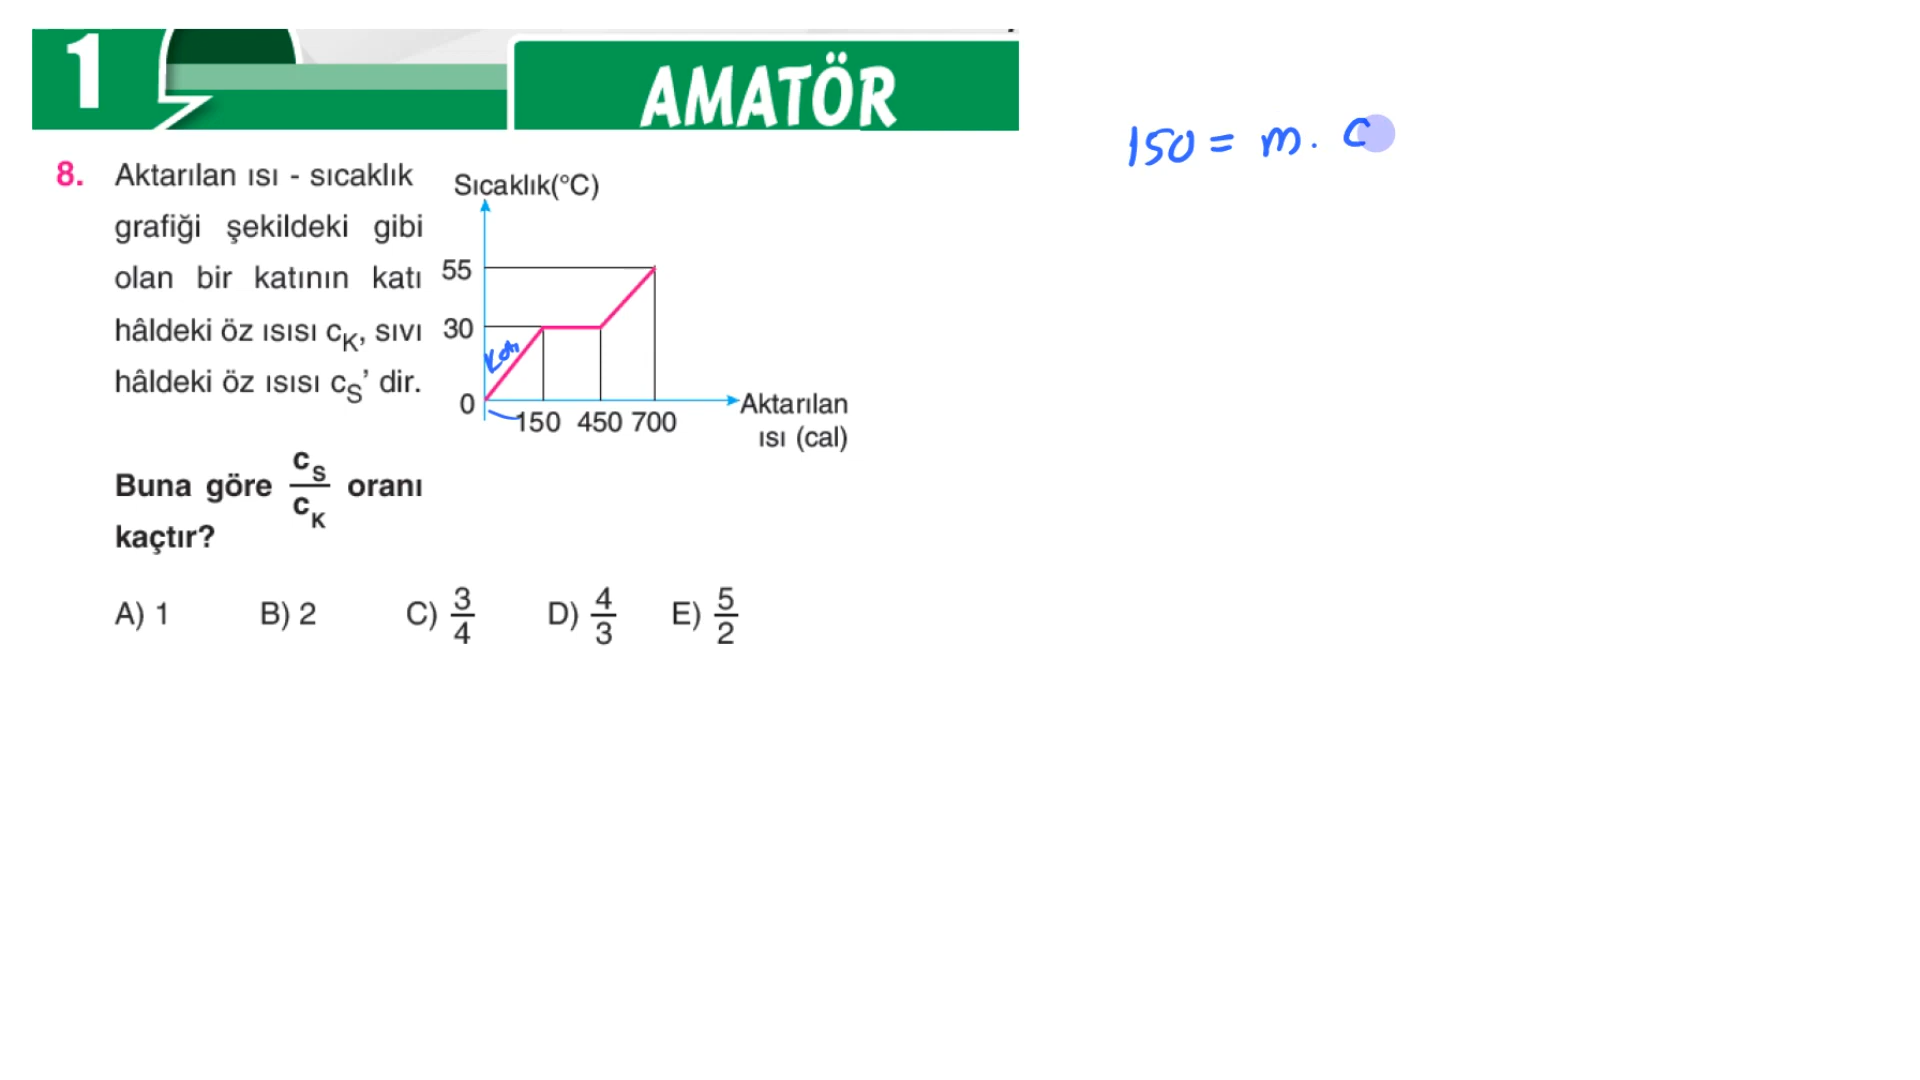 1
AMATÖR
150 = m. c
8. Aktarılan ısı - sıcaklık
grafiği şekildeki gibi
olan bir katının katı
hâldeki öz ısısı cK, sıvı
hâldeki öz ısısı cS’ dir.
Sıcaklık(°C)
55
30
Katı
0
150 450 700
Aktarılan
ısı (cal)
Buna göre cS/cK oranı
kaçtır?
A) 1 B) 2 C) 3/4 D) 4/3 E) 5/2